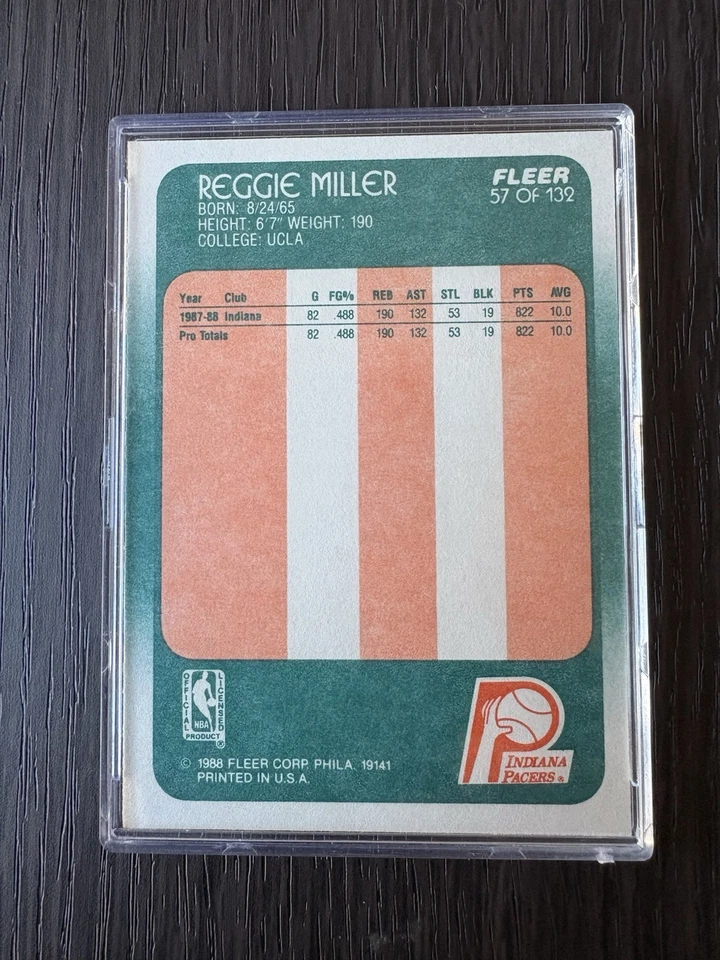 REGGIE MILLER
FLEER
57 OF 132
BORN: 8/24/65
HEIGHT: 6'7" WEIGHT: 190
COLLEGE: UCLA
Year Club G FG% REB AST STL BLK PTS AVG
1987-88 Indiana 82 .488 190 132 53 19 822 10.0
Pro Totals 82 .488 190 132 53 19 822 10.0
OFFICIAL
LICENSED
NBA
PRODUCT
®
INDIANA
PACERS ®
© 1988 FLEER CORP. PHILA. 19141
PRINTED IN U.S.A.